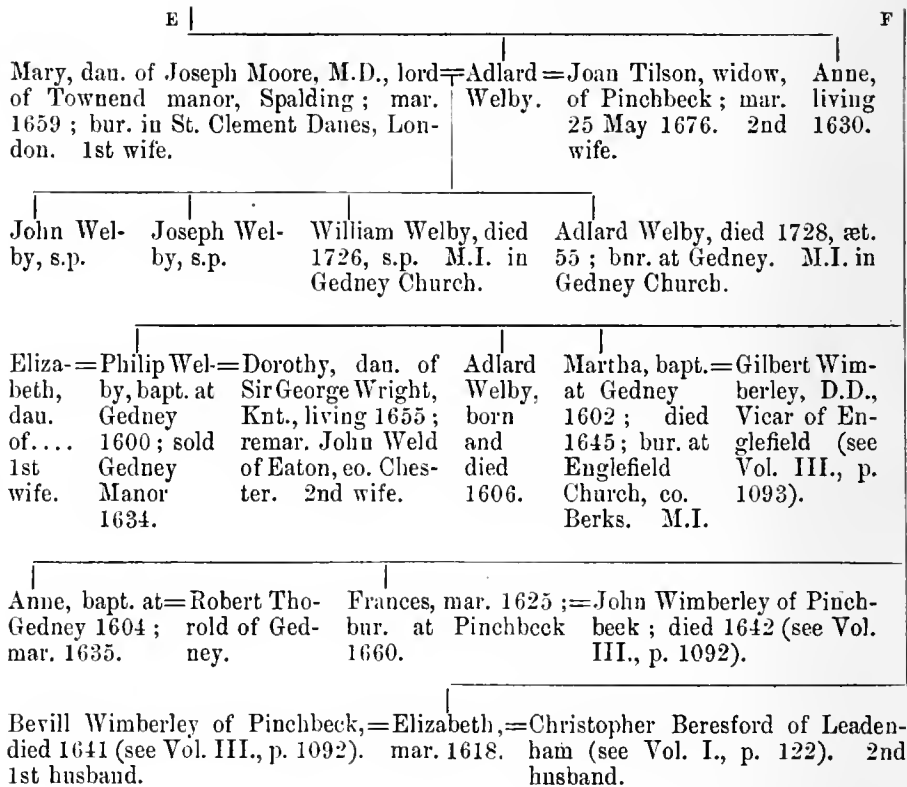 E
F
Mary, dau. of Joseph Moore, M.D., lord=
of Townend manor, Spalding; mar.
1659; bur. in St. Clement Danes, Lon-
don. 1st wife.
Adlard=
Welby.
Joan Tilson, widow,
of Pinchbeck; mar.
25 May 1676. 2nd
wife.
Anne,
living
1630.
John Wel-
by, s.p.
Joseph Wel-
by, s.p.
William Welby, died
1726, s.p. M.I. in
Gedney Church.
Adlard Welby, died 1728, æt.
55; bnr. at Gedney. M.I. in
Gedney Church.
Eliza-=
beth,
dau.
of....
1st
wife.
Philip Wel-=
by, bapt. at
Gedney
1600; sold
Gedney
Manor
1634.
Dorothy, dau. of
Sir George Wright,
Knt., living 1655;
remar. John Weld
of Eaton, co. Ches-
ter. 2nd wife.
Adlard
Welby,
born
and
died
1606.
Martha, bapt.=
at Gedney
1602; died
1645; bur. at
Englefield
Church, co.
Berks. M.I.
Gilbert Wim-
berley, D.D.,
Vicar of En-
glefield (see
Vol. III., p.
1093).
Anne, bapt. at=
Gedney 1604;
mar. 1635.
Robert Tho-
rold of Ged-
ney.
Frances, mar. 1625;=
bur. at Pinchbeck
1660.
John Wimberley of Pinch-
beek; died 1642 (see Vol.
III., p. 1092).
Bevill Wimberley of Pinchbeck,=
died 1641 (see Vol. III., p. 1092).
1st husband.
Elizabeth,=
mar. 1618.
Christopher Beresford of Leaden-
ham (see Vol. I., p. 122). 2nd
husband.